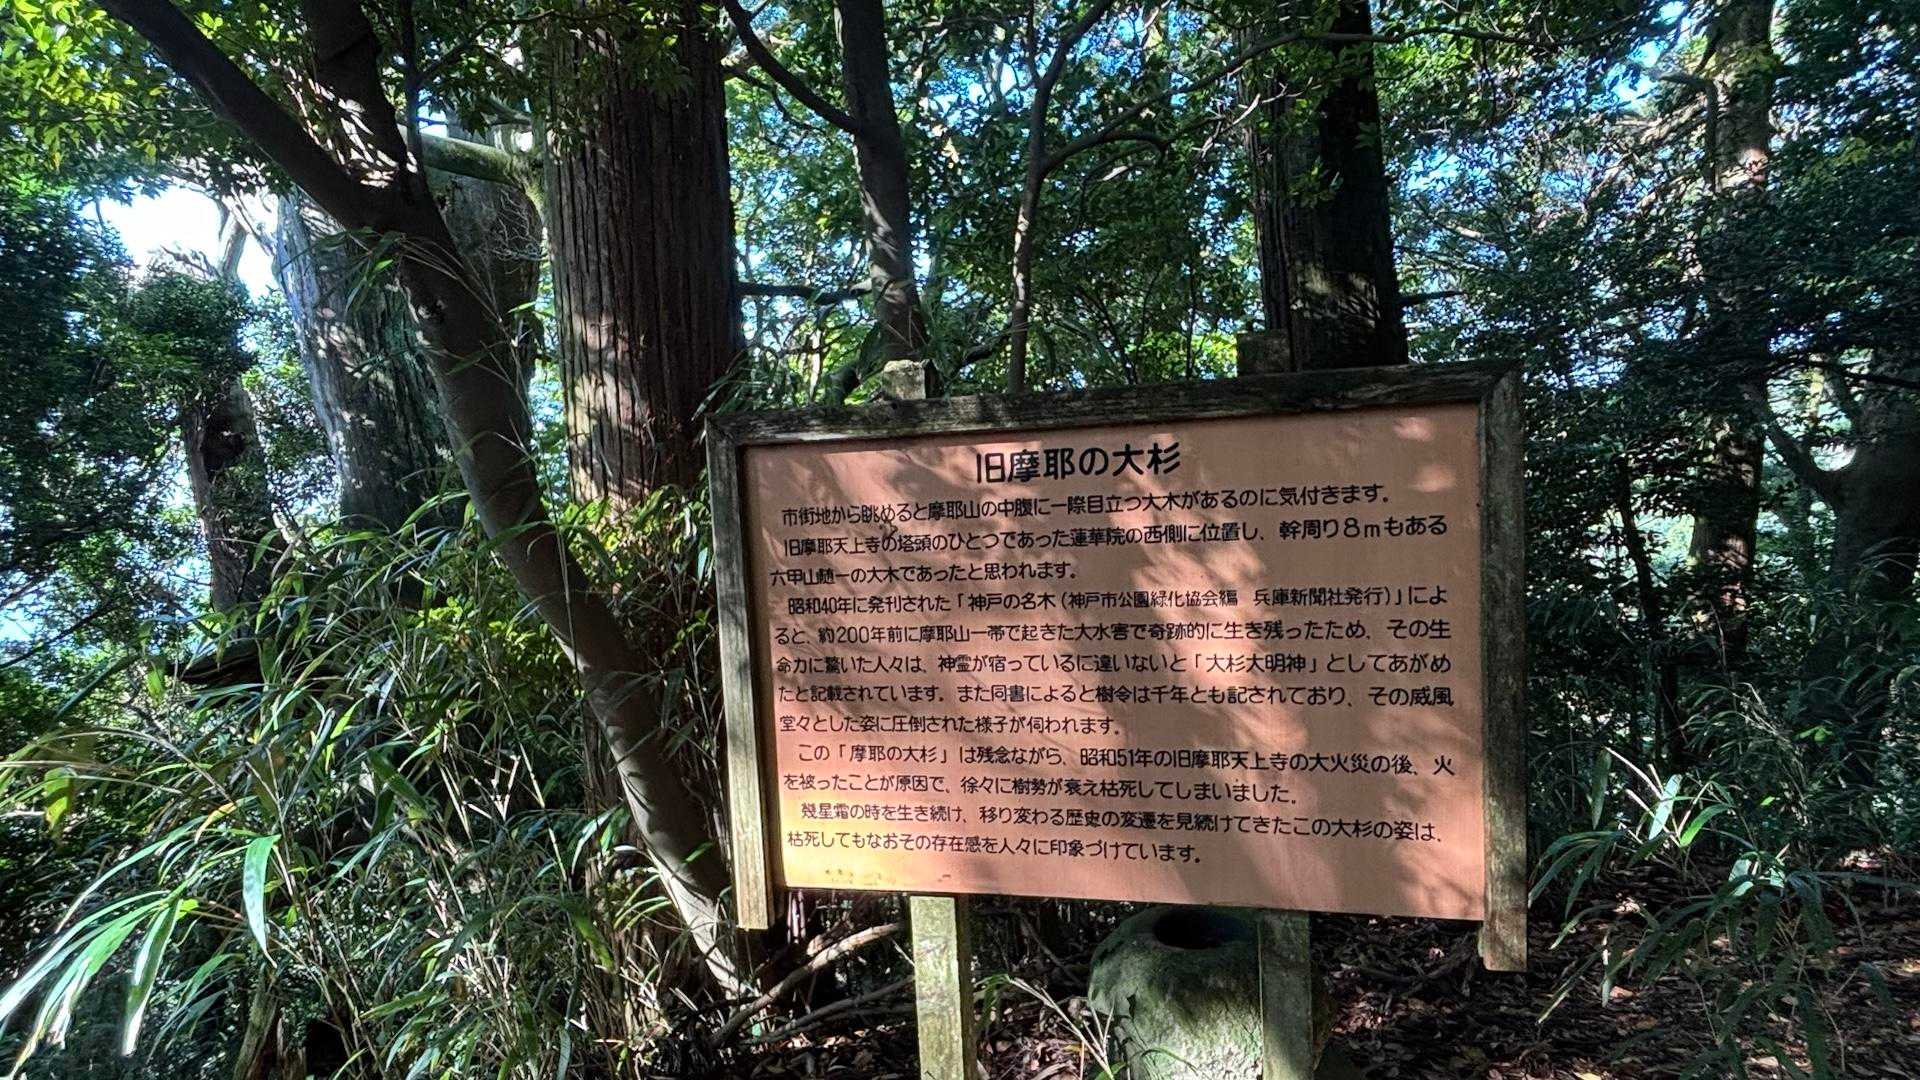 旧摩耶の大杉
市街地から眺めると摩耶山の中腹に一際目立つ大木があるのに気付きます。
旧摩耶天上寺の塔頭のひとつであった蓮華院の西側に位置し、幹周り８ｍもある
六甲山随一の大木であったと思われます。
昭和40年に発刊された「神戸の名木（神戸市公園緑化協会編　兵庫新聞社発行）」によ
ると、約200年前に摩耶山一帯で起きた大水害で奇跡的に生き残ったため、その生
命力に驚いた人々は、神霊が宿っているに違いないと「大杉大明神」としてあがめ
たと記載されています。また同書によると樹令は千年とも記されており、その威風
堂々とした姿に圧倒された様子が伺われます。
この「摩耶の大杉」は残念ながら、昭和51年の旧摩耶天上寺の大火災の後、火
を被ったことが原因で、徐々に樹勢が衰え枯死してしまいました。
幾星霜の時を生き続け、移り変わる歴史の変遷を見続けてきたこの大杉の姿は、
枯死してもなおその存在感を人々に印象づけています。